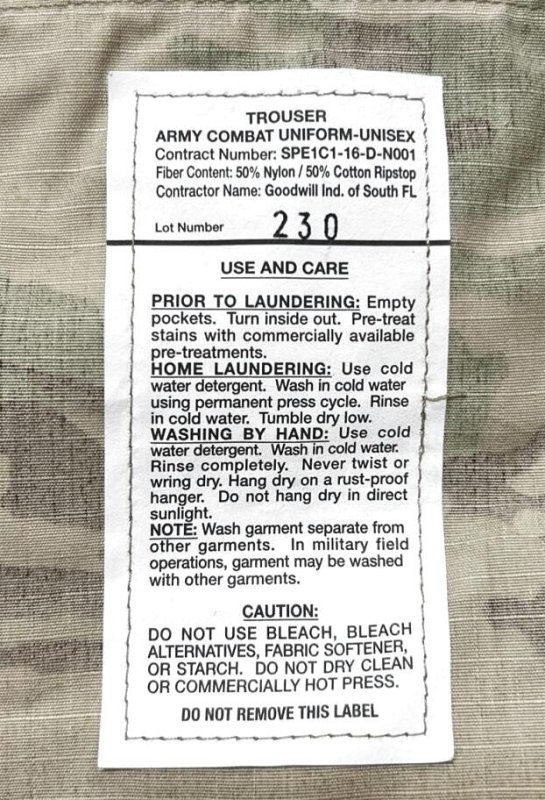 TROUSER
ARMY COMBAT UNIFORM-UNISEX
Contract Number: SPE1C1-16-D-N001
Fiber Content: 50% Nylon / 50% Cotton Ripstop
Contractor Name: Goodwill Ind. of South FL
Lot Number 230
USE AND CARE
PRIOR TO LAUNDERING: Empty
pockets. Turn inside out. Pre-treat
stains with commercially available
pre-treatments.
HOME LAUNDERING: Use cold
water detergent. Wash in cold water
using permanent press cycle. Rinse
in cold water. Tumble dry low.
WASHING BY HAND: Use cold
water detergent. Wash in cold water.
Rinse completely. Never twist or
wring dry. Hang dry on a rust-proof
hanger. Do not hang dry in direct
sunlight.
NOTE: Wash garment separate from
other garments. In military field
operations, garment may be washed
with other garments.
CAUTION:
DO NOT USE BLEACH, BLEACH
ALTERNATIVES, FABRIC SOFTENER,
OR STARCH. DO NOT DRY CLEAN
OR COMMERCIALLY HOT PRESS.
DO NOT REMOVE THIS LABEL